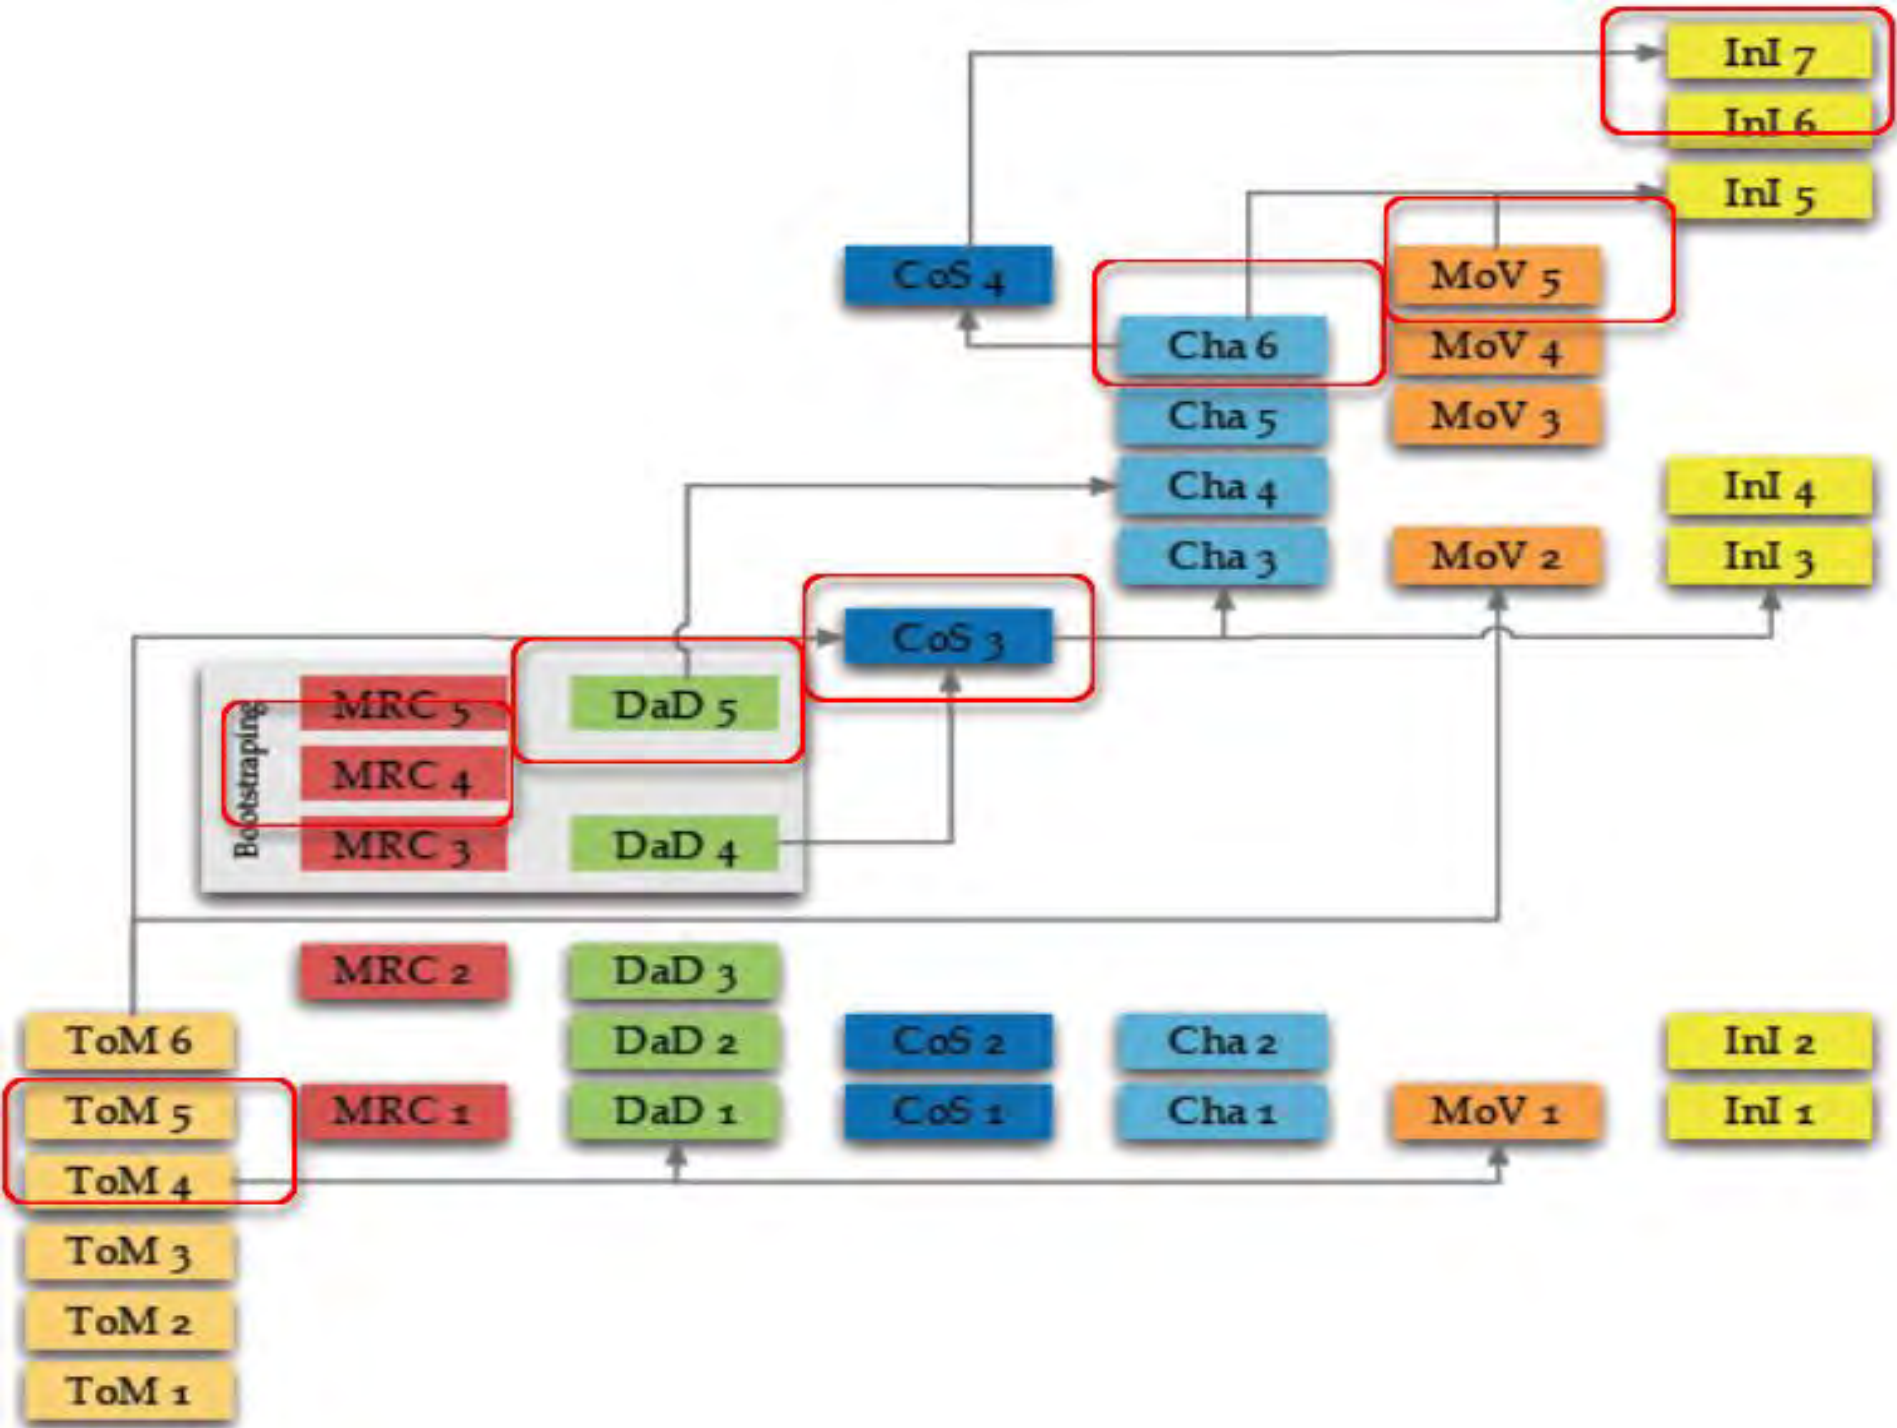 InI 7
InI 6
InI 5
CoS 4
MoV 5
Cha 6
MoV 4
Cha 5
MoV 3
Cha 4
InI 4
Cha 3
MoV 2
InI 3
CoS 3
Bootstraping
MRC 5
DaD 5
MRC 4
MRC 3
DaD 4
MRC 2
DaD 3
ToM 6
DaD 2
CoS 2
Cha 2
InI 2
ToM 5
MRC 1
DaD 1
CoS 1
Cha 1
MoV 1
InI 1
ToM 4
ToM 3
ToM 2
ToM 1